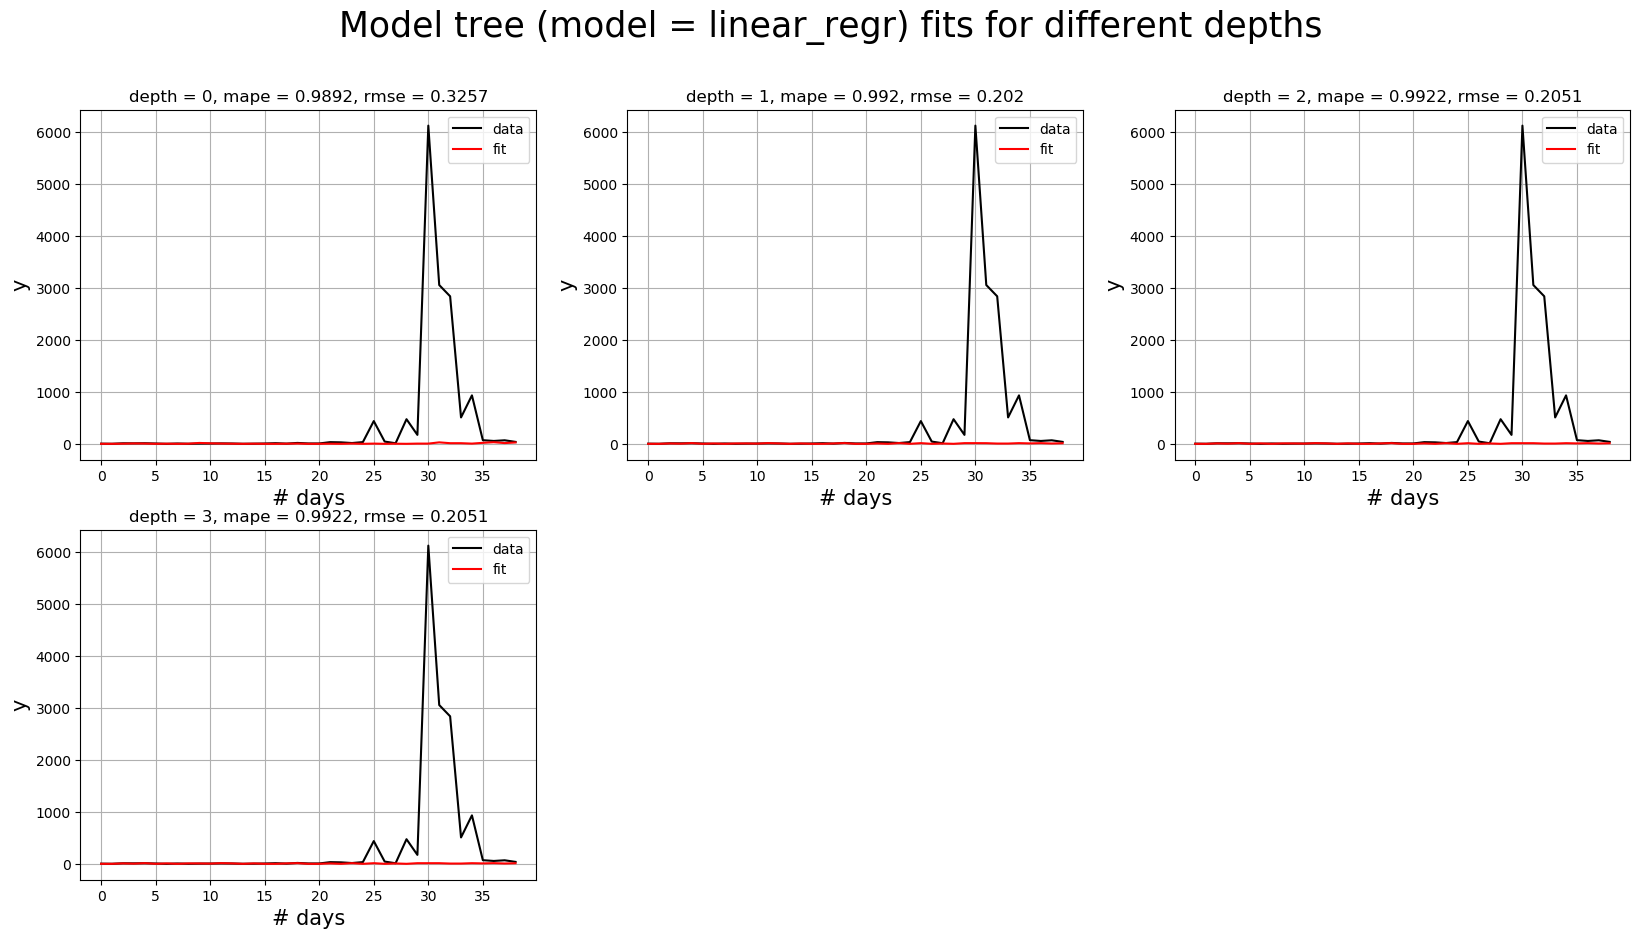 Model tree (model = linear_regr) fits for different depths
depth = 0, mape = 0.9892, rmse = 0.3257
6000
5000
4000
3000
2000
1000
0
y
data
fit
0 5 10 15 20 25 30 35
# days
depth = 1, mape = 0.992, rmse = 0.202
6000
5000
4000
3000
2000
1000
0
y
data
fit
0 5 10 15 20 25 30 35
# days
depth = 2, mape = 0.9922, rmse = 0.2051
6000
5000
4000
3000
2000
1000
0
y
data
fit
0 5 10 15 20 25 30 35
# days
depth = 3, mape = 0.9922, rmse = 0.2051
6000
5000
4000
3000
2000
1000
0
y
data
fit
0 5 10 15 20 25 30 35
# days